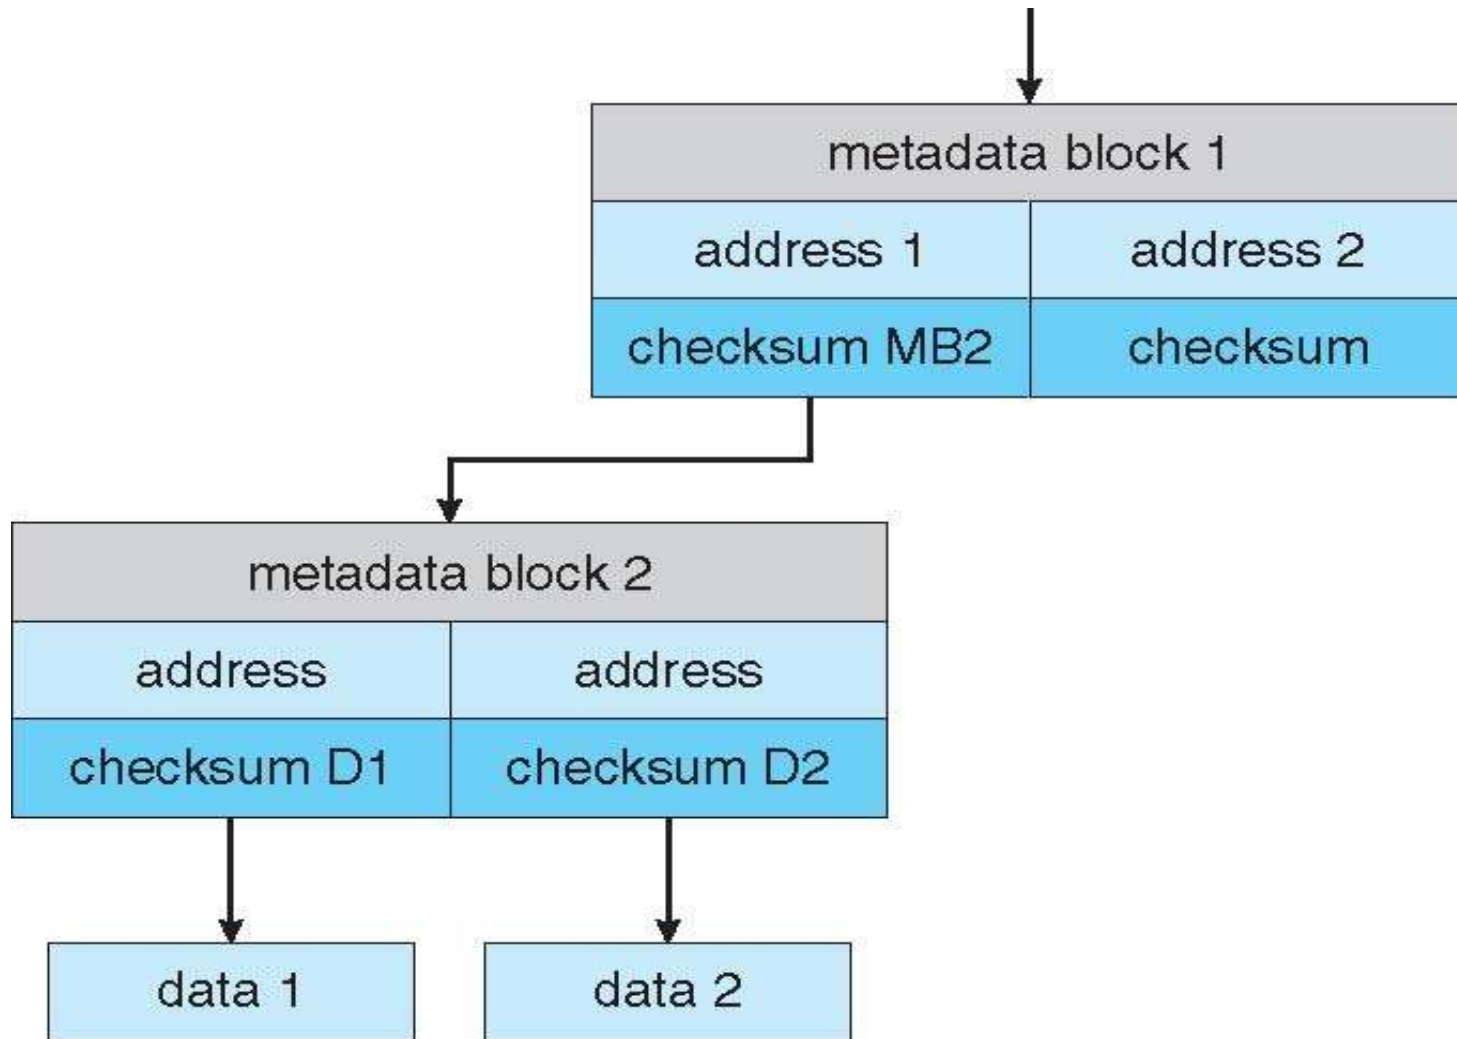 metadata block 1
address 1 address 2
checksum MB2 checksum
metadata block 2
address address
checksum D1 checksum D2
data 1 data 2